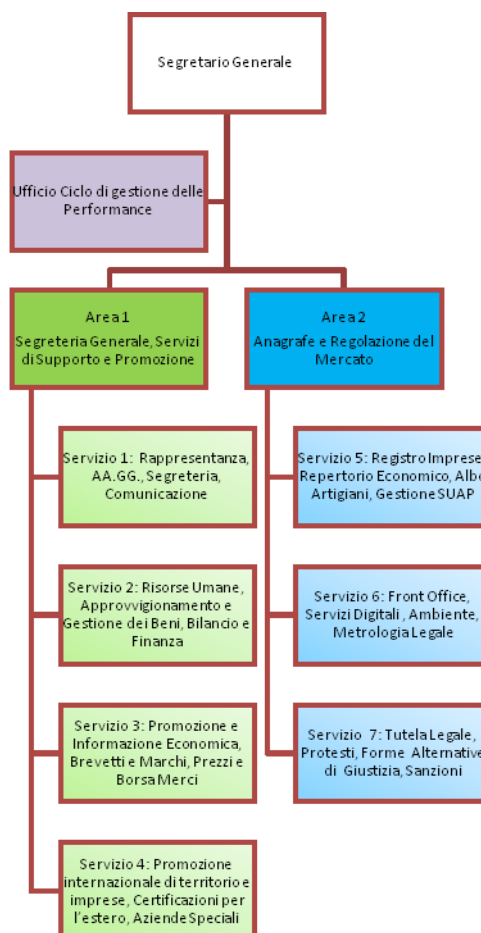 Segretario Generale
Ufficio Ciclo di gestione delle
Performance
Area 1
Segreteria Generale, Servizi
di Supporto e Promozione
Area 2
Anagrafe e Regolazione del
Mercato
Servizio 1: Rappresentanza,
AA.GG., Segreteria,
Comunicazione
Servizio 2: Risorse Umane,
Approvvigionamento e
Gestione dei Beni, Bilancio e
Finanza
Servizio 3: Promozione e
Informazione Economica,
Brevetti e Marchi, Prezzi e
Borsa Merci
Servizio 4: Promozione
internazionale di territorio e
imprese, Certificazioni per
l'estero, Aziende Speciali
Servizio 5: Registro Imprese
Repertorio Economico, Albo
Artigiani, Gestione SUAP
Servizio 6: Front Office,
Servizi Digitali , Ambiente,
Metrologia Legale
Servizio 7: Tutela Legale,
Protesti, Forme Alternative
di Giustizia, Sanzioni